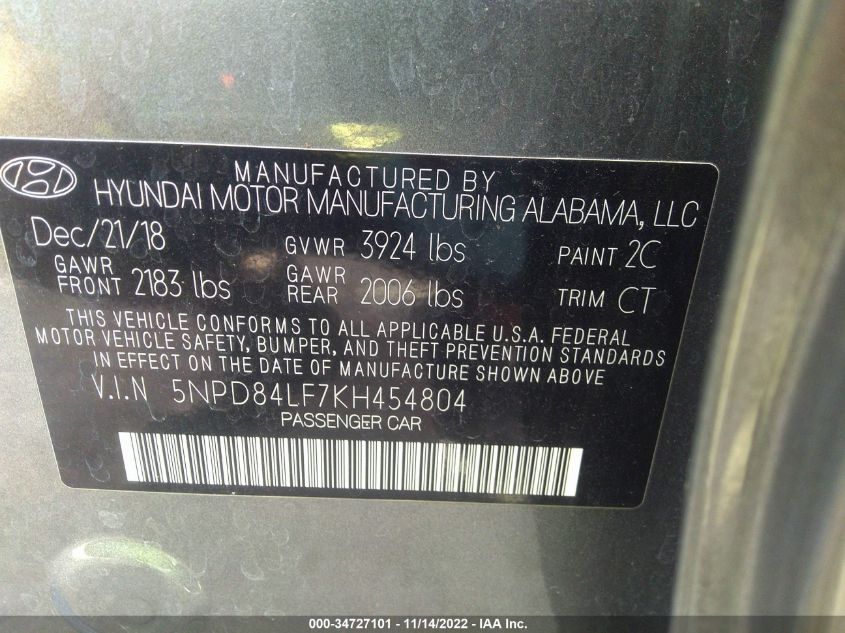 MANUFACTURED BY
HYUNDAI MOTOR MANUFACTURING ALABAMA, LLC
Dec/21/18 GVWR 3924 lbs PAINT 2C
GAWR FRONT 2183 lbs GAWR REAR 2006 lbs TRIM CT
THIS VEHICLE CONFORMS TO ALL APPLICABLE U.S.A. FEDERAL
MOTOR VEHICLE SAFETY, BUMPER, AND THEFT PREVENTION STANDARDS
IN EFFECT ON THE DATE OF MANUFACTURE SHOWN ABOVE
V.I.N 5NPD84LF7KH454804
PASSENGER CAR
000-34727101 - 11/14/2022 - IAA Inc.